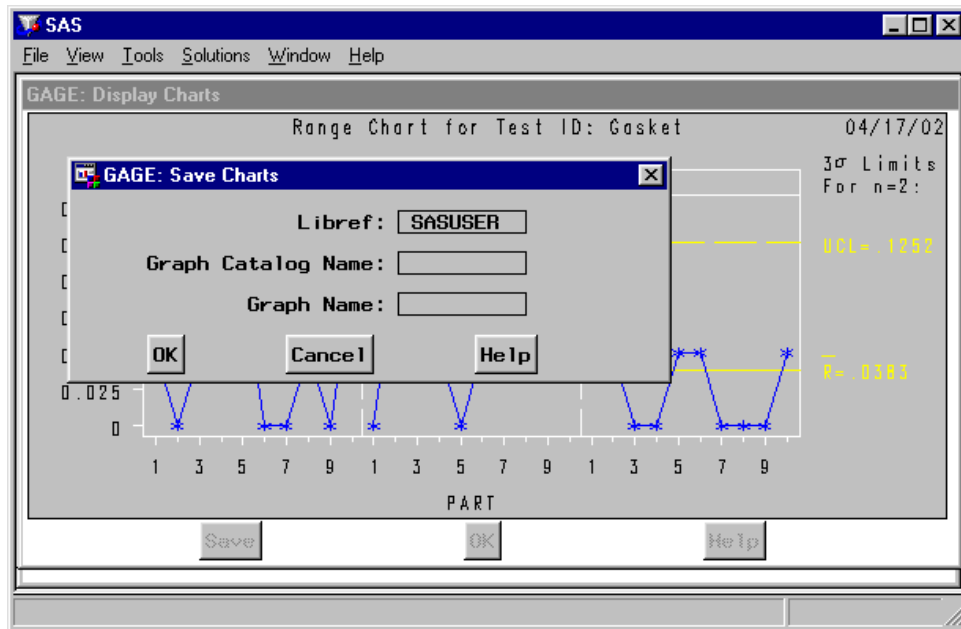 SAS
File View Tools Solutions Window Help
GAGE: Display Charts
Range Chart for Test ID: Gasket 04/17/02
3σ Limits
For n=2:
GAGE: Save Charts
Libref: SASUSER
Graph Catalog Name:
Graph Name:
OK Cancel Help
UCL=.1252
R̅=.0383
0.025
0
1 3 5 7 9 1 3 5 7 9 1 3 5 7 9
PART
Save OK Help